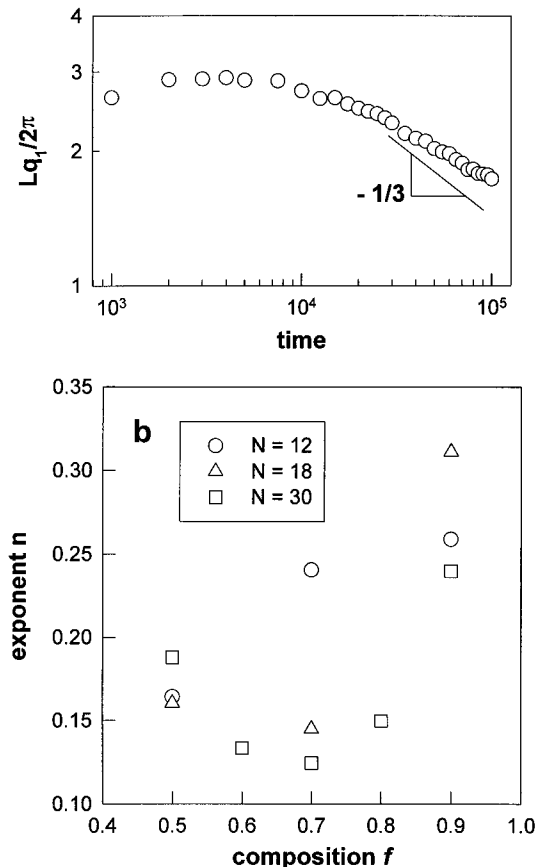 4
3
2
1
Lq₁/2π
- 1/3
10³ 10⁴ 10⁵
time
b
N = 12
N = 18
N = 30
0.35
0.30
0.25
0.20
0.15
0.10
exponent n
0.4 0.5 0.6 0.7 0.8 0.9 1.0
composition f